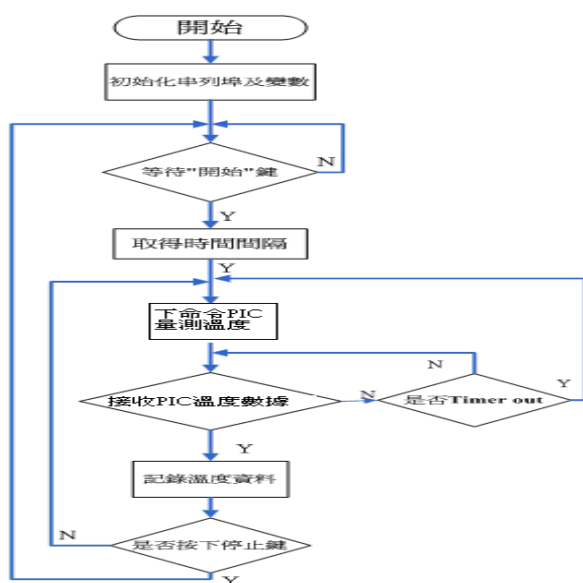 開始
初始化串列埠及變數
等待"開始"鍵
N
Y
取得時間間隔
Y
下命令PIC
量測溫度
N
接收PIC溫度數據
N
是否Timer out
Y
Y
記錄溫度資料
N
是否按下停止鍵
Y